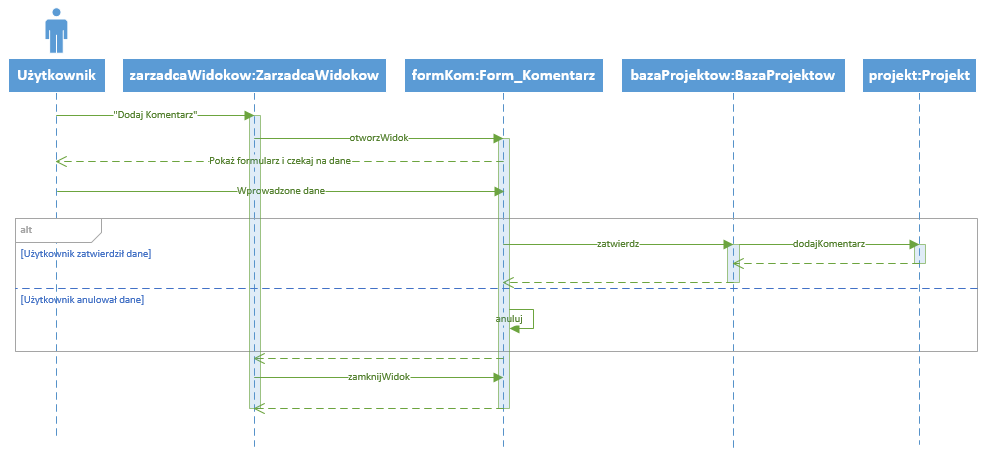 Użytkownik
zarzadcaWidokow:ZarzadcaWidokow
formKom:Form_Komentarz
bazaProjektow:BazaProjektow
projekt:Projekt
"Dodaj Komentarz"
otworzWidok
Pokaż formularz i czekaj na dane
Wprowadzone dane
alt
[Użytkownik zatwierdził dane]
zatwierdz
dodajKomentarz
[Użytkownik anulował dane]
anuluj
zamknijWidok